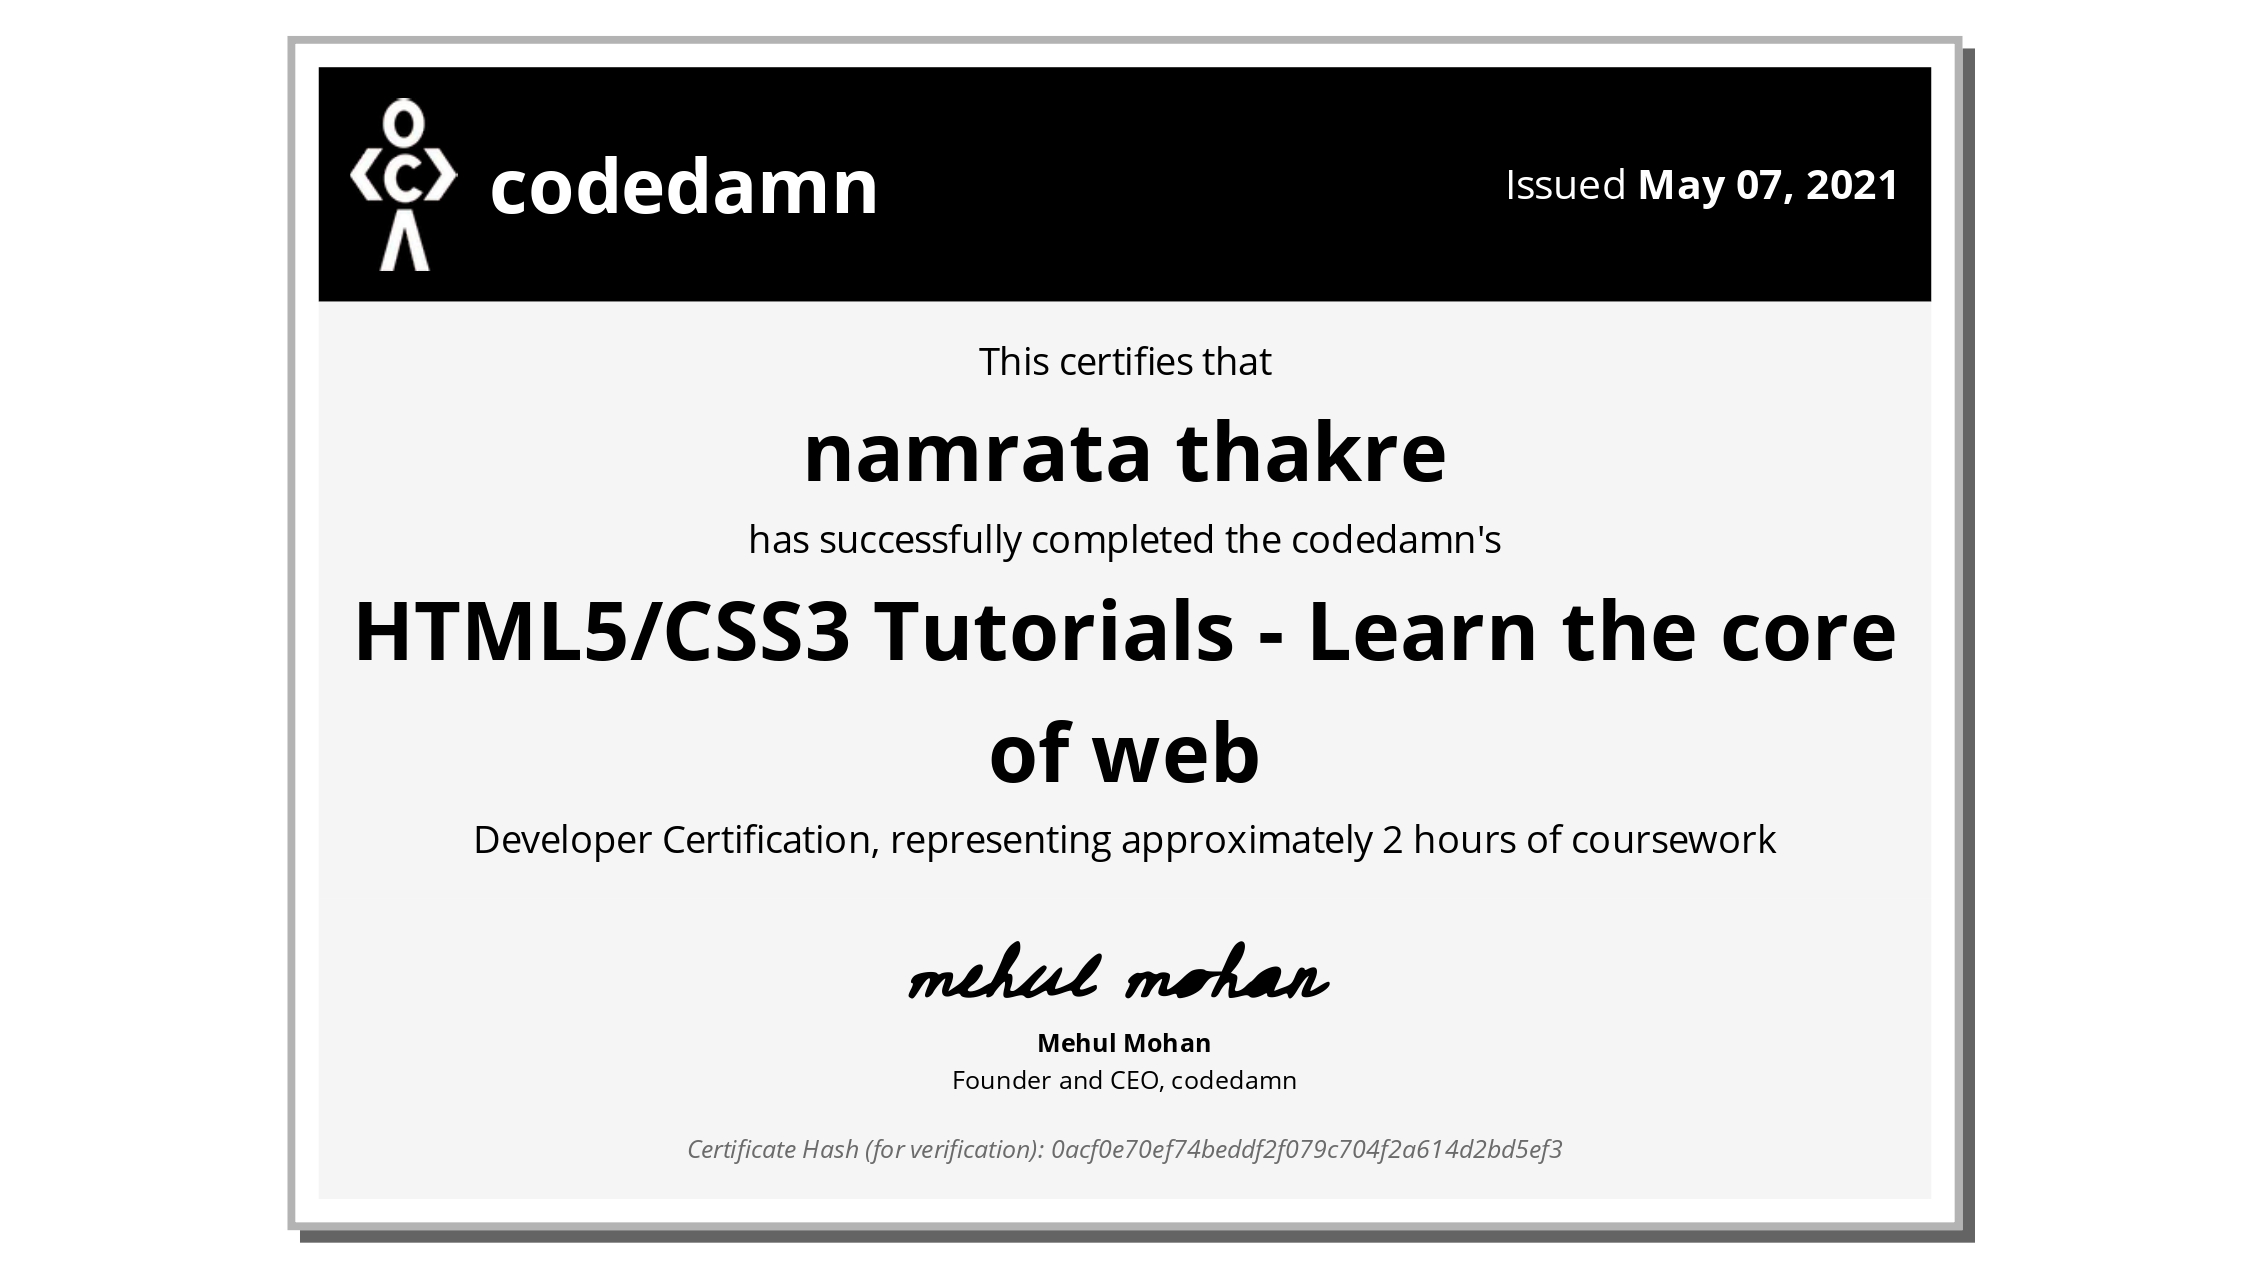 codedamn
Issued May 07, 2021
This certifies that
namrata thakre
has successfully completed the codedamn's
HTML5/CSS3 Tutorials - Learn the core
of web
Developer Certification, representing approximately 2 hours of coursework
mehul mohan
Mehul Mohan
Founder and CEO, codedamn
Certificate Hash (for verification): 0acf0e70ef74beddf2f079c704f2a614d2bd5ef3